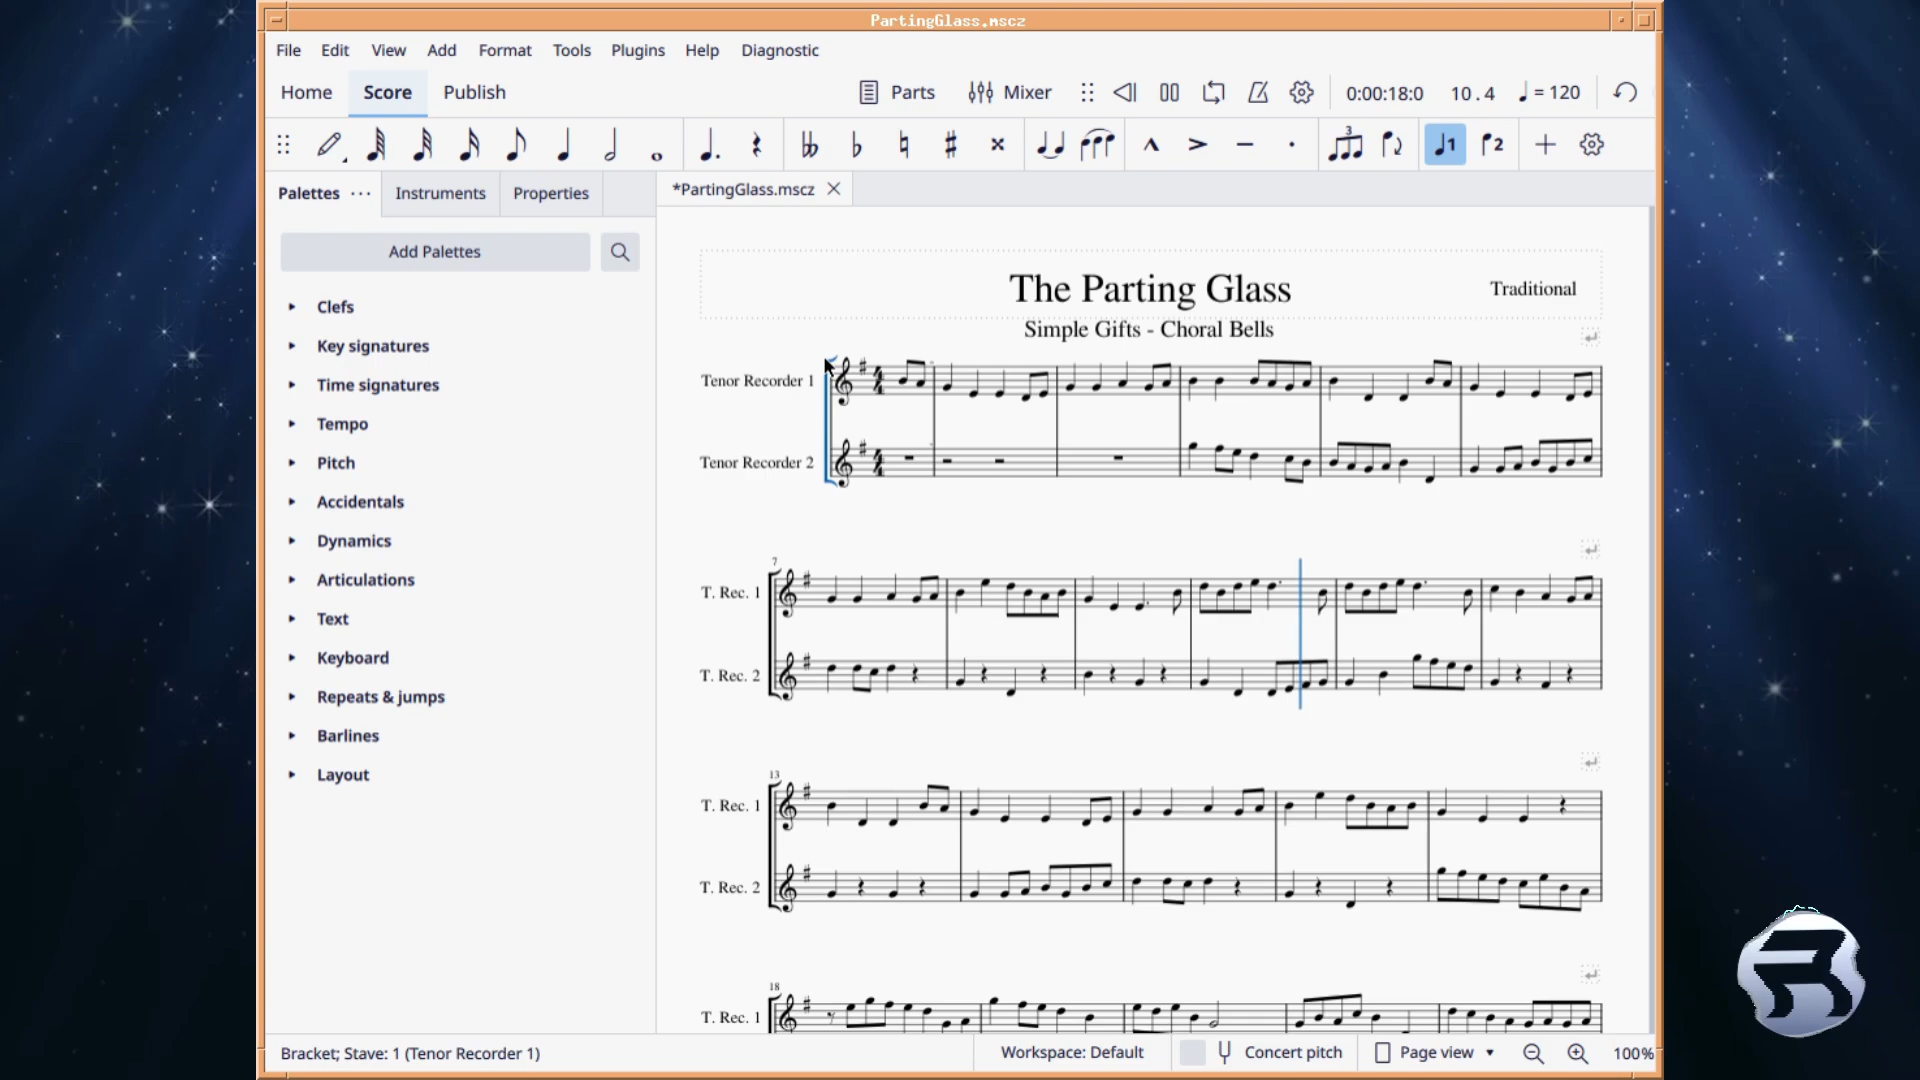 PartingGlass.mscz
File Edit View Add Format Tools Plugins Help Diagnostic
Home Score Publish Parts Mixer 0:00:18:0 10 . 4 = 120
3 1 2
Palettes ··· Instruments Properties *PartingGlass.mscz
Add Palettes
Clefs
Key signatures
Time signatures
Tempo
Pitch
Accidentals
Dynamics
Articulations
Text
Keyboard
Repeats & jumps
Barlines
Layout
The Parting Glass
Traditional
Simple Gifts - Choral Bells
Tenor Recorder 1
Tenor Recorder 2
7
T. Rec. 1
T. Rec. 2
13
T. Rec. 1
T. Rec. 2
18
T. Rec. 1
Bracket; Stave: 1 (Tenor Recorder 1) Workspace: Default Concert pitch Page view 100%